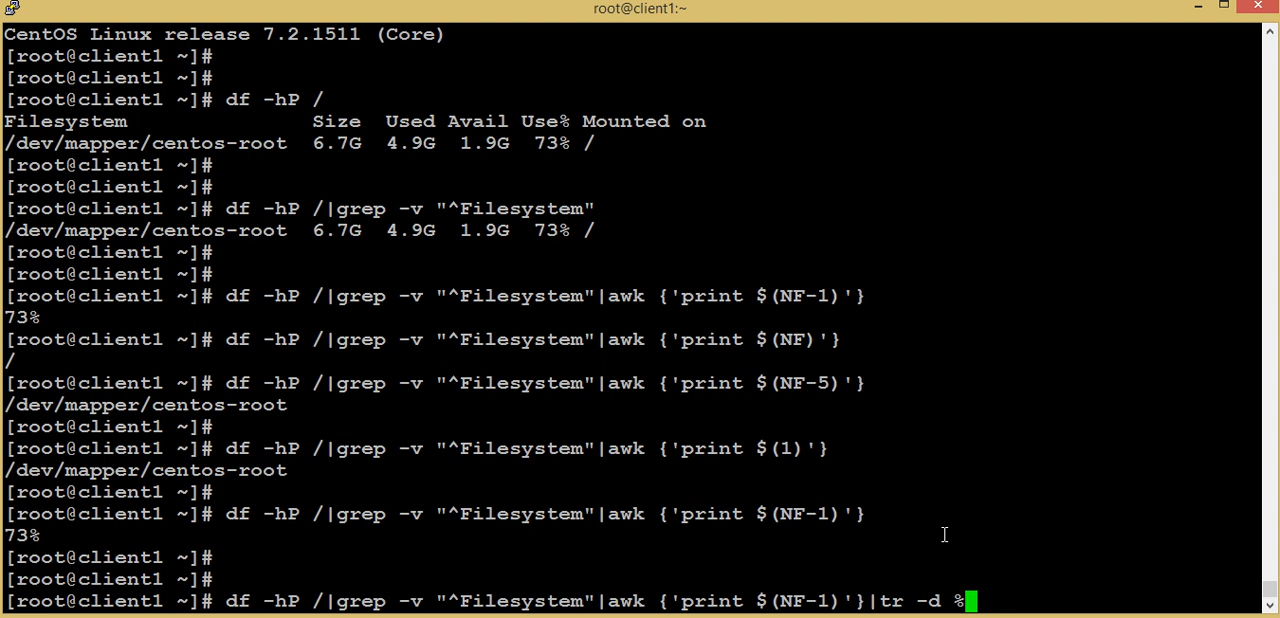 root@client1:~
CentOS Linux release 7.2.1511 (Core)
[root@client1 ~]#
[root@client1 ~]#
[root@client1 ~]# df -hP /
Filesystem               Size  Used Avail Use% Mounted on
/dev/mapper/centos-root  6.7G  4.9G  1.9G  73% /
[root@client1 ~]#
[root@client1 ~]#
[root@client1 ~]# df -hP /|grep -v "^Filesystem"
/dev/mapper/centos-root  6.7G  4.9G  1.9G  73% /
[root@client1 ~]#
[root@client1 ~]#
[root@client1 ~]# df -hP /|grep -v "^Filesystem"|awk {'print $(NF-1)'}
73%
[root@client1 ~]# df -hP /|grep -v "^Filesystem"|awk {'print $(NF)'}
/
[root@client1 ~]# df -hP /|grep -v "^Filesystem"|awk {'print $(NF-5)'}
/dev/mapper/centos-root
[root@client1 ~]#
[root@client1 ~]# df -hP /|grep -v "^Filesystem"|awk {'print $(1)'}
/dev/mapper/centos-root
[root@client1 ~]#
[root@client1 ~]# df -hP /|grep -v "^Filesystem"|awk {'print $(NF-1)'}
73%
[root@client1 ~]#
[root@client1 ~]#
[root@client1 ~]# df -hP /|grep -v "^Filesystem"|awk {'print $(NF-1)'}|tr -d %